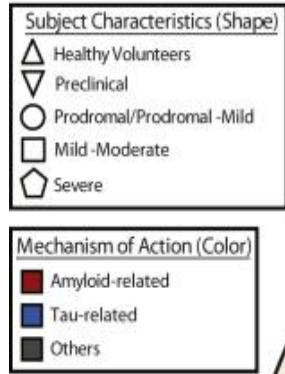 Subject Characteristics (Shape)
Healthy Volunteers
Preclinical
Prodromal/Prodromal -Mild
Mild -Moderate
Severe
Mechanism of Action (Color)
Amyloid-related
Tau-related
Others